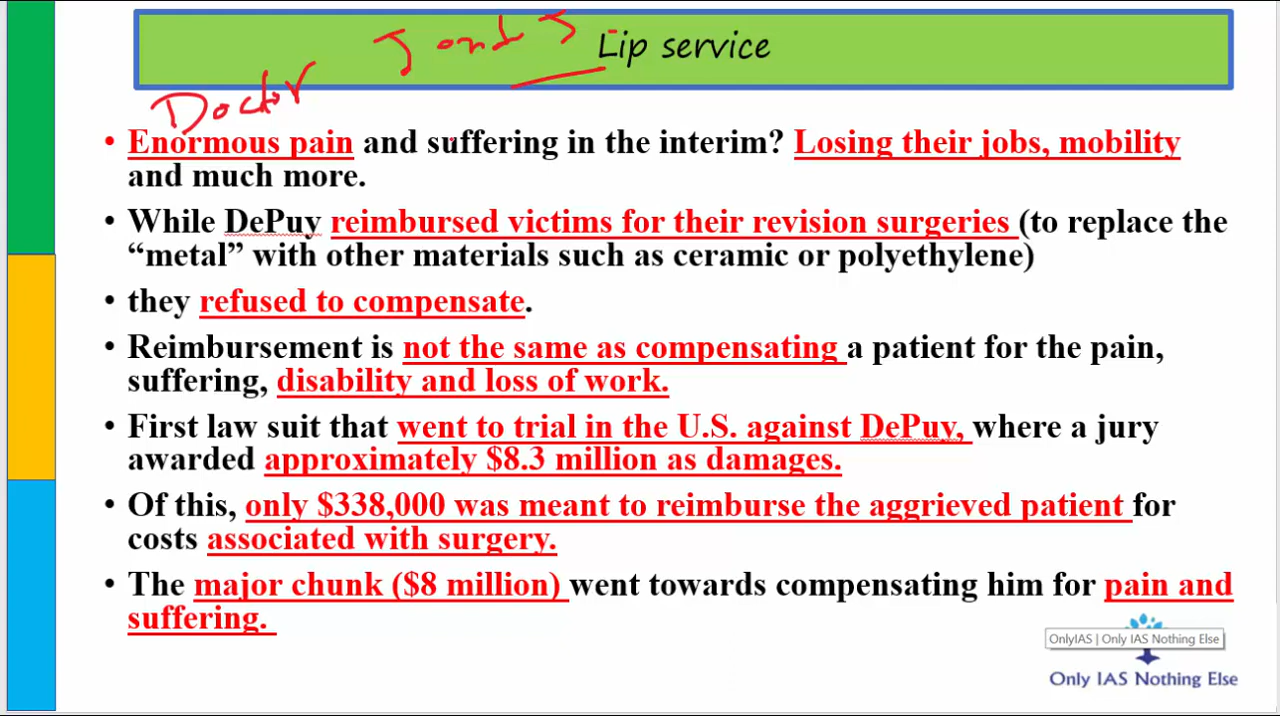 J and J Lip service
Doctor
• Enormous pain and suffering in the interim? Losing their jobs, mobility
and much more.
• While DePuy reimbursed victims for their revision surgeries (to replace the
“metal” with other materials such as ceramic or polyethylene)
• they refused to compensate.
• Reimbursement is not the same as compensating a patient for the pain,
suffering, disability and loss of work.
• First law suit that went to trial in the U.S. against DePuy, where a jury
awarded approximately $8.3 million as damages.
• Of this, only $338,000 was meant to reimburse the aggrieved patient for
costs associated with surgery.
• The major chunk ($8 million) went towards compensating him for pain and
suffering.
OnlyIAS | Only IAS Nothing Else
Only IAS Nothing Else